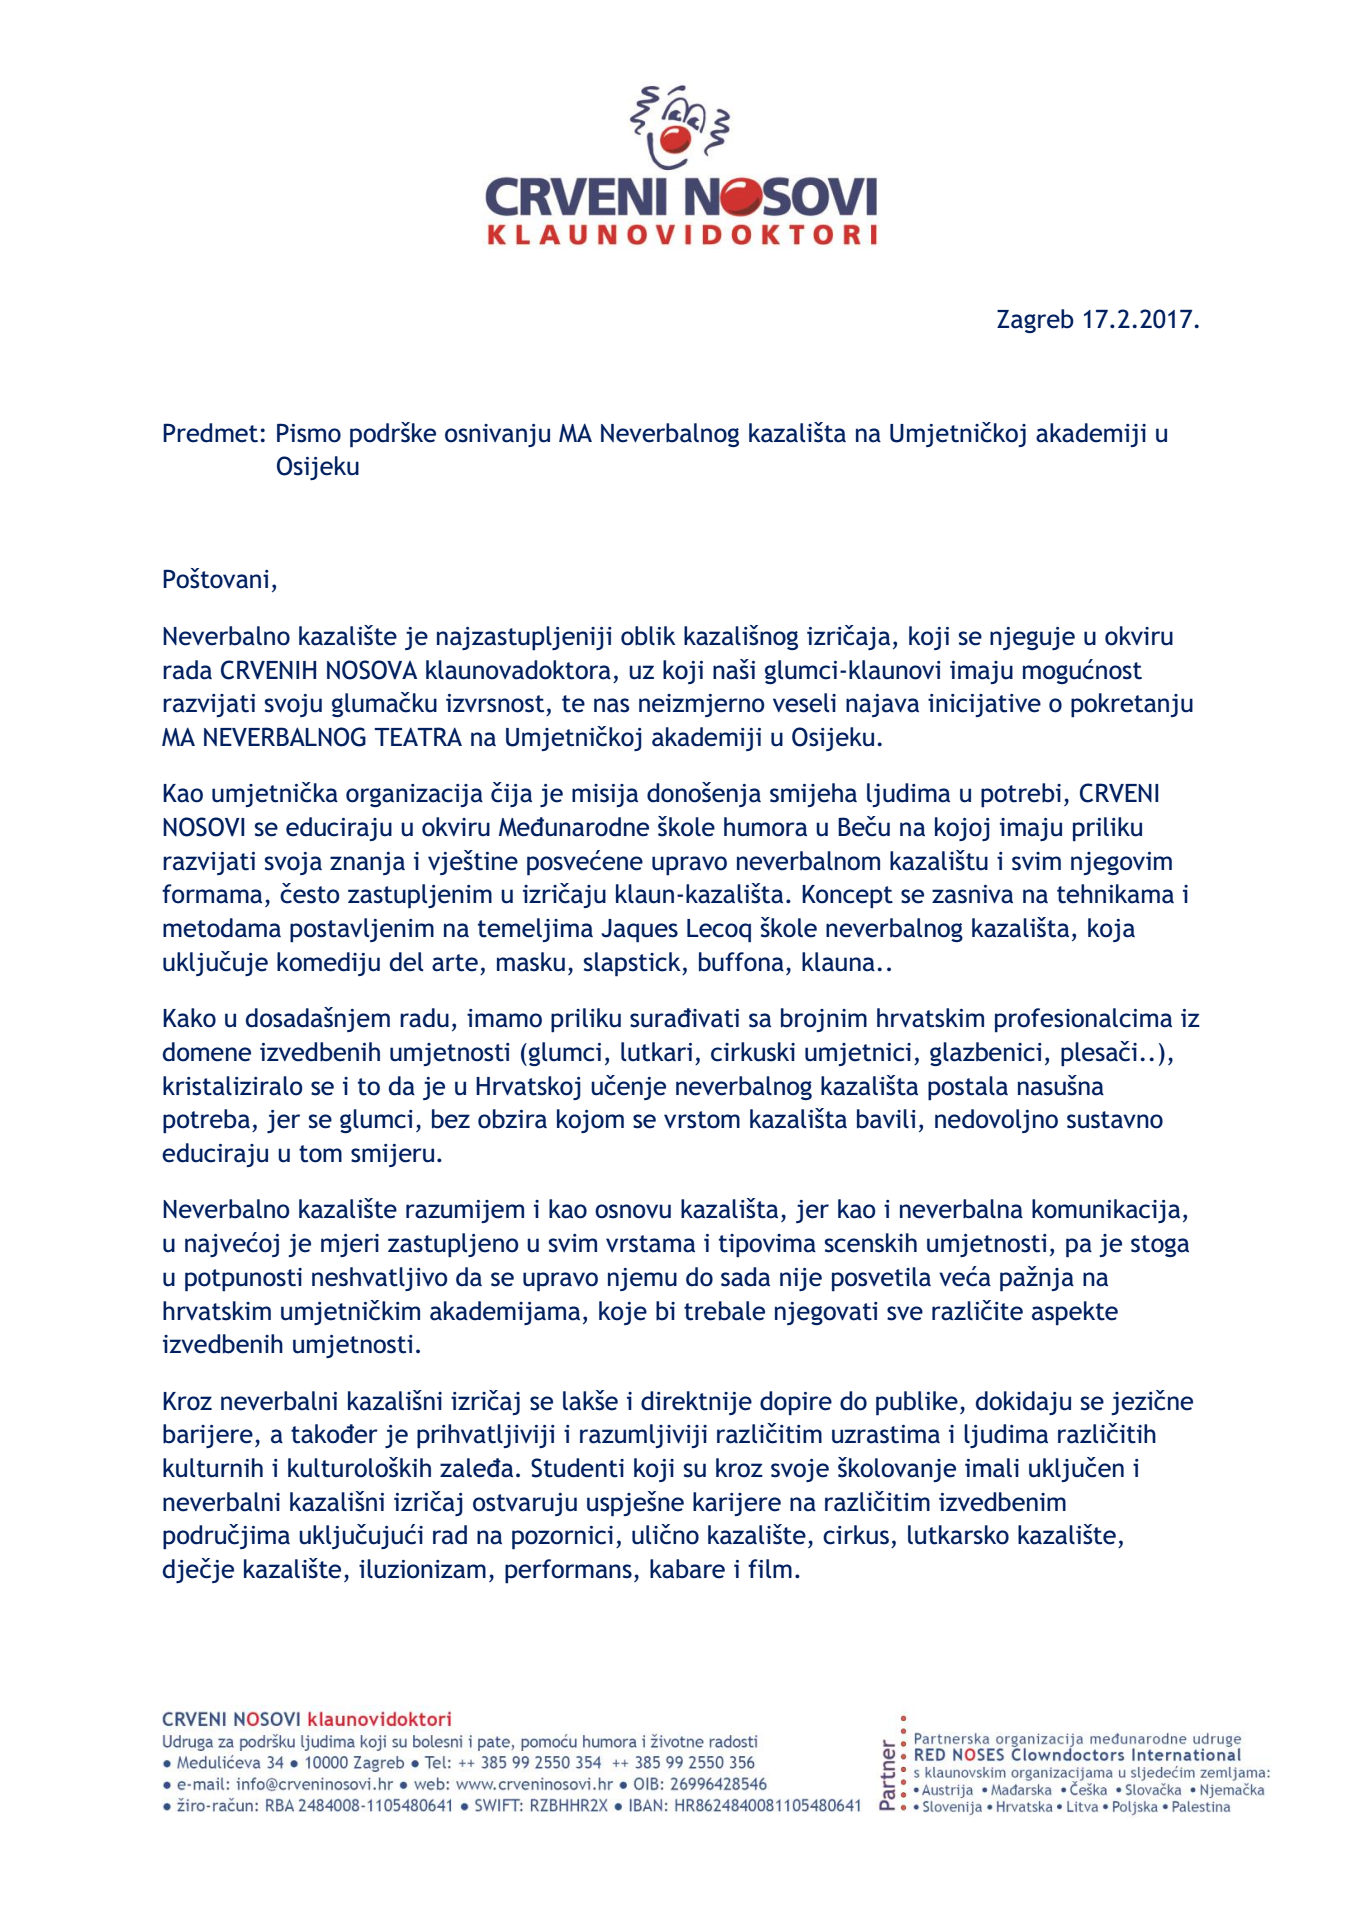 CRVENI NOSOVI
KLAUNOVIDOKTORI
Zagreb 17.2.2017.
Predmet: Pismo podrške osnivanju MA Neverbalnog kazališta na Umjetničkoj akademiji u
Osijeku
Poštovani,
Neverbalno kazalište je najzastupljeniji oblik kazališnog izričaja, koji se njeguje u okviru
rada CRVENIH NOSOVA klaunovadoktora, uz koji naši glumci-klaunovi imaju mogućnost
razvijati svoju glumačku izvrsnost, te nas neizmjerno veseli najava inicijative o pokretanju
MA NEVERBALNOG TEATRA na Umjetničkoj akademiji u Osijeku.
Kao umjetnička organizacija čija je misija donošenja smijeha ljudima u potrebi, CRVENI
NOSOVI se educiraju u okviru Međunarodne škole humora u Beču na kojoj imaju priliku
razvijati svoja znanja i vještine posvećene upravo neverbalnom kazalištu i svim njegovim
formama, često zastupljenim u izričaju klaun-kazališta. Koncept se zasniva na tehnikama i
metodama postavljenim na temeljima Jaques Lecoq škole neverbalnog kazališta, koja
uključuje komediju del arte, masku, slapstick, buffona, klauna..
Kako u dosadašnjem radu, imamo priliku surađivati sa brojnim hrvatskim profesionalcima iz
domene izvedbenih umjetnosti (glumci, lutkari, cirkuski umjetnici, glazbenici, plesači..),
kristaliziralo se i to da je u Hrvatskoj učenje neverbalnog kazališta postala nasušna
potreba, jer se glumci, bez obzira kojom se vrstom kazališta bavili, nedovoljno sustavno
educiraju u tom smijeru.
Neverbalno kazalište razumijem i kao osnovu kazališta, jer kao i neverbalna komunikacija,
u najvećoj je mjeri zastupljeno u svim vrstama i tipovima scenskih umjetnosti, pa je stoga
u potpunosti neshvatljivo da se upravo njemu do sada nije posvetila veća pažnja na
hrvatskim umjetničkim akademijama, koje bi trebale njegovati sve različite aspekte
izvedbenih umjetnosti.
Kroz neverbalni kazališni izričaj se lakše i direktnije dopire do publike, dokidaju se jezične
barijere, a također je prihvatljiviji i razumljiviji različitim uzrastima i ljudima različitih
kulturnih i kulturoloških zaleđa. Studenti koji su kroz svoje školovanje imali uključen i
neverbalni kazališni izričaj ostvaruju uspješne karijere na različitim izvedbenim
područjima uključujući rad na pozornici, ulično kazalište, cirkus, lutkarsko kazalište,
dječje kazalište, iluzionizam, performans, kabare i film.
CRVENI NOSOVI klaunovidoktori
Udruga za podršku ljudima koji su bolesni i pate, pomoću humora i životne radosti
● Medulićeva 34 ● 10000 Zagreb ● Tel: ++ 385 99 2550 354 ++ 385 99 2550 356
● e-mail: info@crveninosovi.hr ● web: www.crveninosovi.hr ● OIB: 26996428546
● žiro-račun: RBA 2484008-1105480641 ● SWIFT: RZBHHR2X ● IBAN: HR8624840081105480641
Partner
Partnerska organizacija međunarodne udruge
RED NOSES Clowndoctors International
s klaunovskim organizacijama u sljedećim zemljama:
• Austrija • Mađarska • Češka • Slovačka • Njemačka
• Slovenija • Hrvatska • Litva • Poljska • Palestina